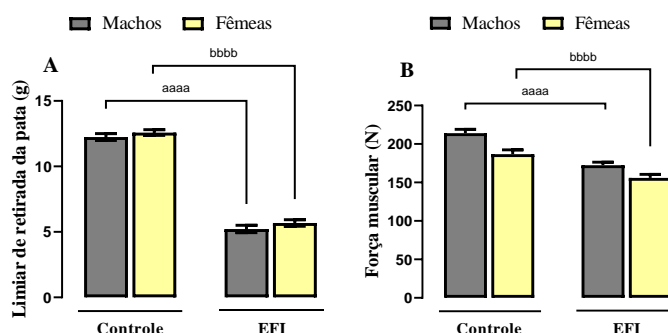 Machos Fêmeas
A
bbbb
aaaa
Limiar de retirada da pata (g)
15
10
5
0
Controle EFI
Machos Fêmeas
B
bbbb
aaaa
Força muscular (N)
250
200
150
100
50
0
Controle EFI